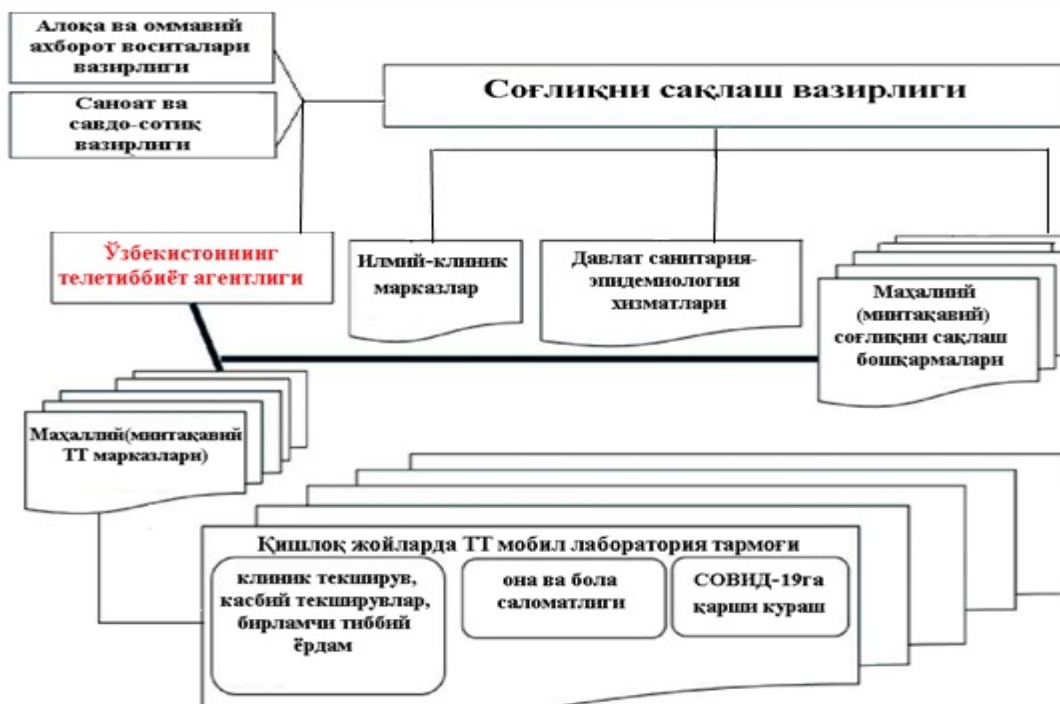 Алоқа ва оммавий
ахборот воситалари
вазирлиги
Саноат ва
савдо-сотиқ
вазирлиги
Соғлиқни сақлаш вазирлиги
Ўзбекистоннинг
телетиббиёт агентлиги
Илмий-клиник
марказлар
Давлат санитария-
эпидемиология
хизматлари
Маҳалиий
(минтақавий)
соғлиқни сақлаш
бошқармалари
Маҳаллий(минтақавий
ТТ марказлари)
Қишлоқ жойларда ТТ мобил лаборатория тармоғи
клиник текширув,
касбий текширувлар,
бирламчи тиббий
ёрдам
она ва бола
саломатлиги
СОВИД-19га
қарши кураш